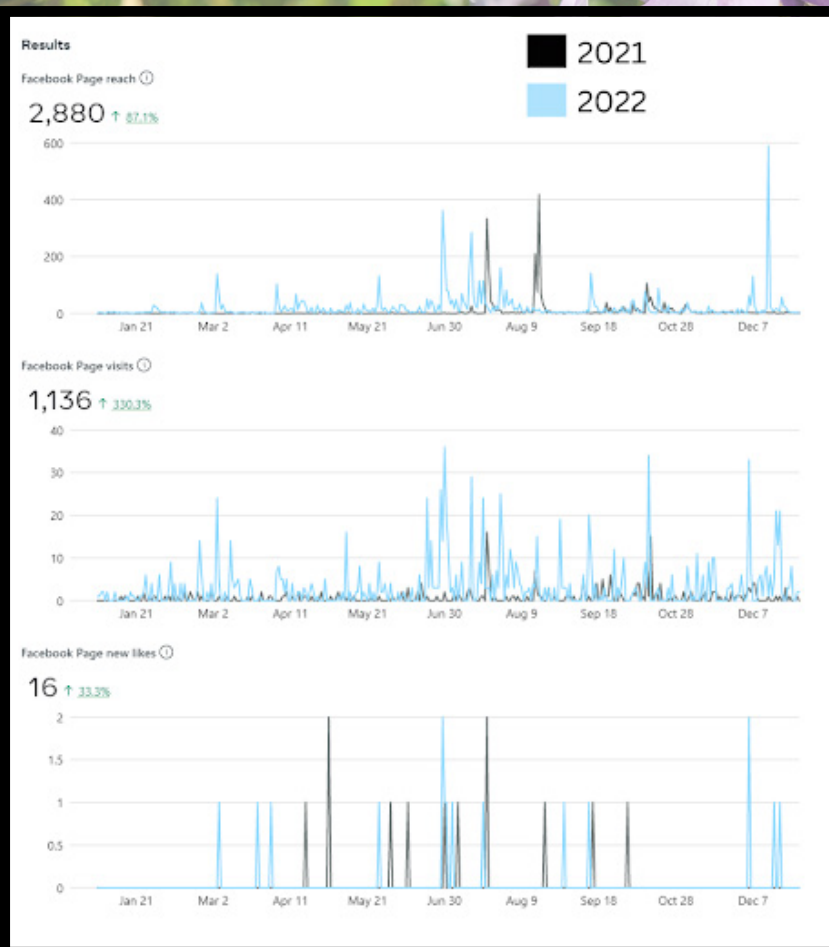 Results
2021
2022
Facebook Page reach
2,880 ↑ 87.1%
600
400
200
0
Jan 21 Mar 2 Apr 11 May 21 Jun 30 Aug 9 Sep 18 Oct 28 Dec 7
Facebook Page visits
1,136 ↑ 330.3%
40
30
20
10
0
Jan 21 Mar 2 Apr 11 May 21 Jun 30 Aug 9 Sep 18 Oct 28 Dec 7
Facebook Page new likes
16 ↑ 33.3%
2
1.5
1
0.5
0
Jan 21 Mar 2 Apr 11 May 21 Jun 30 Aug 9 Sep 18 Oct 28 Dec 7